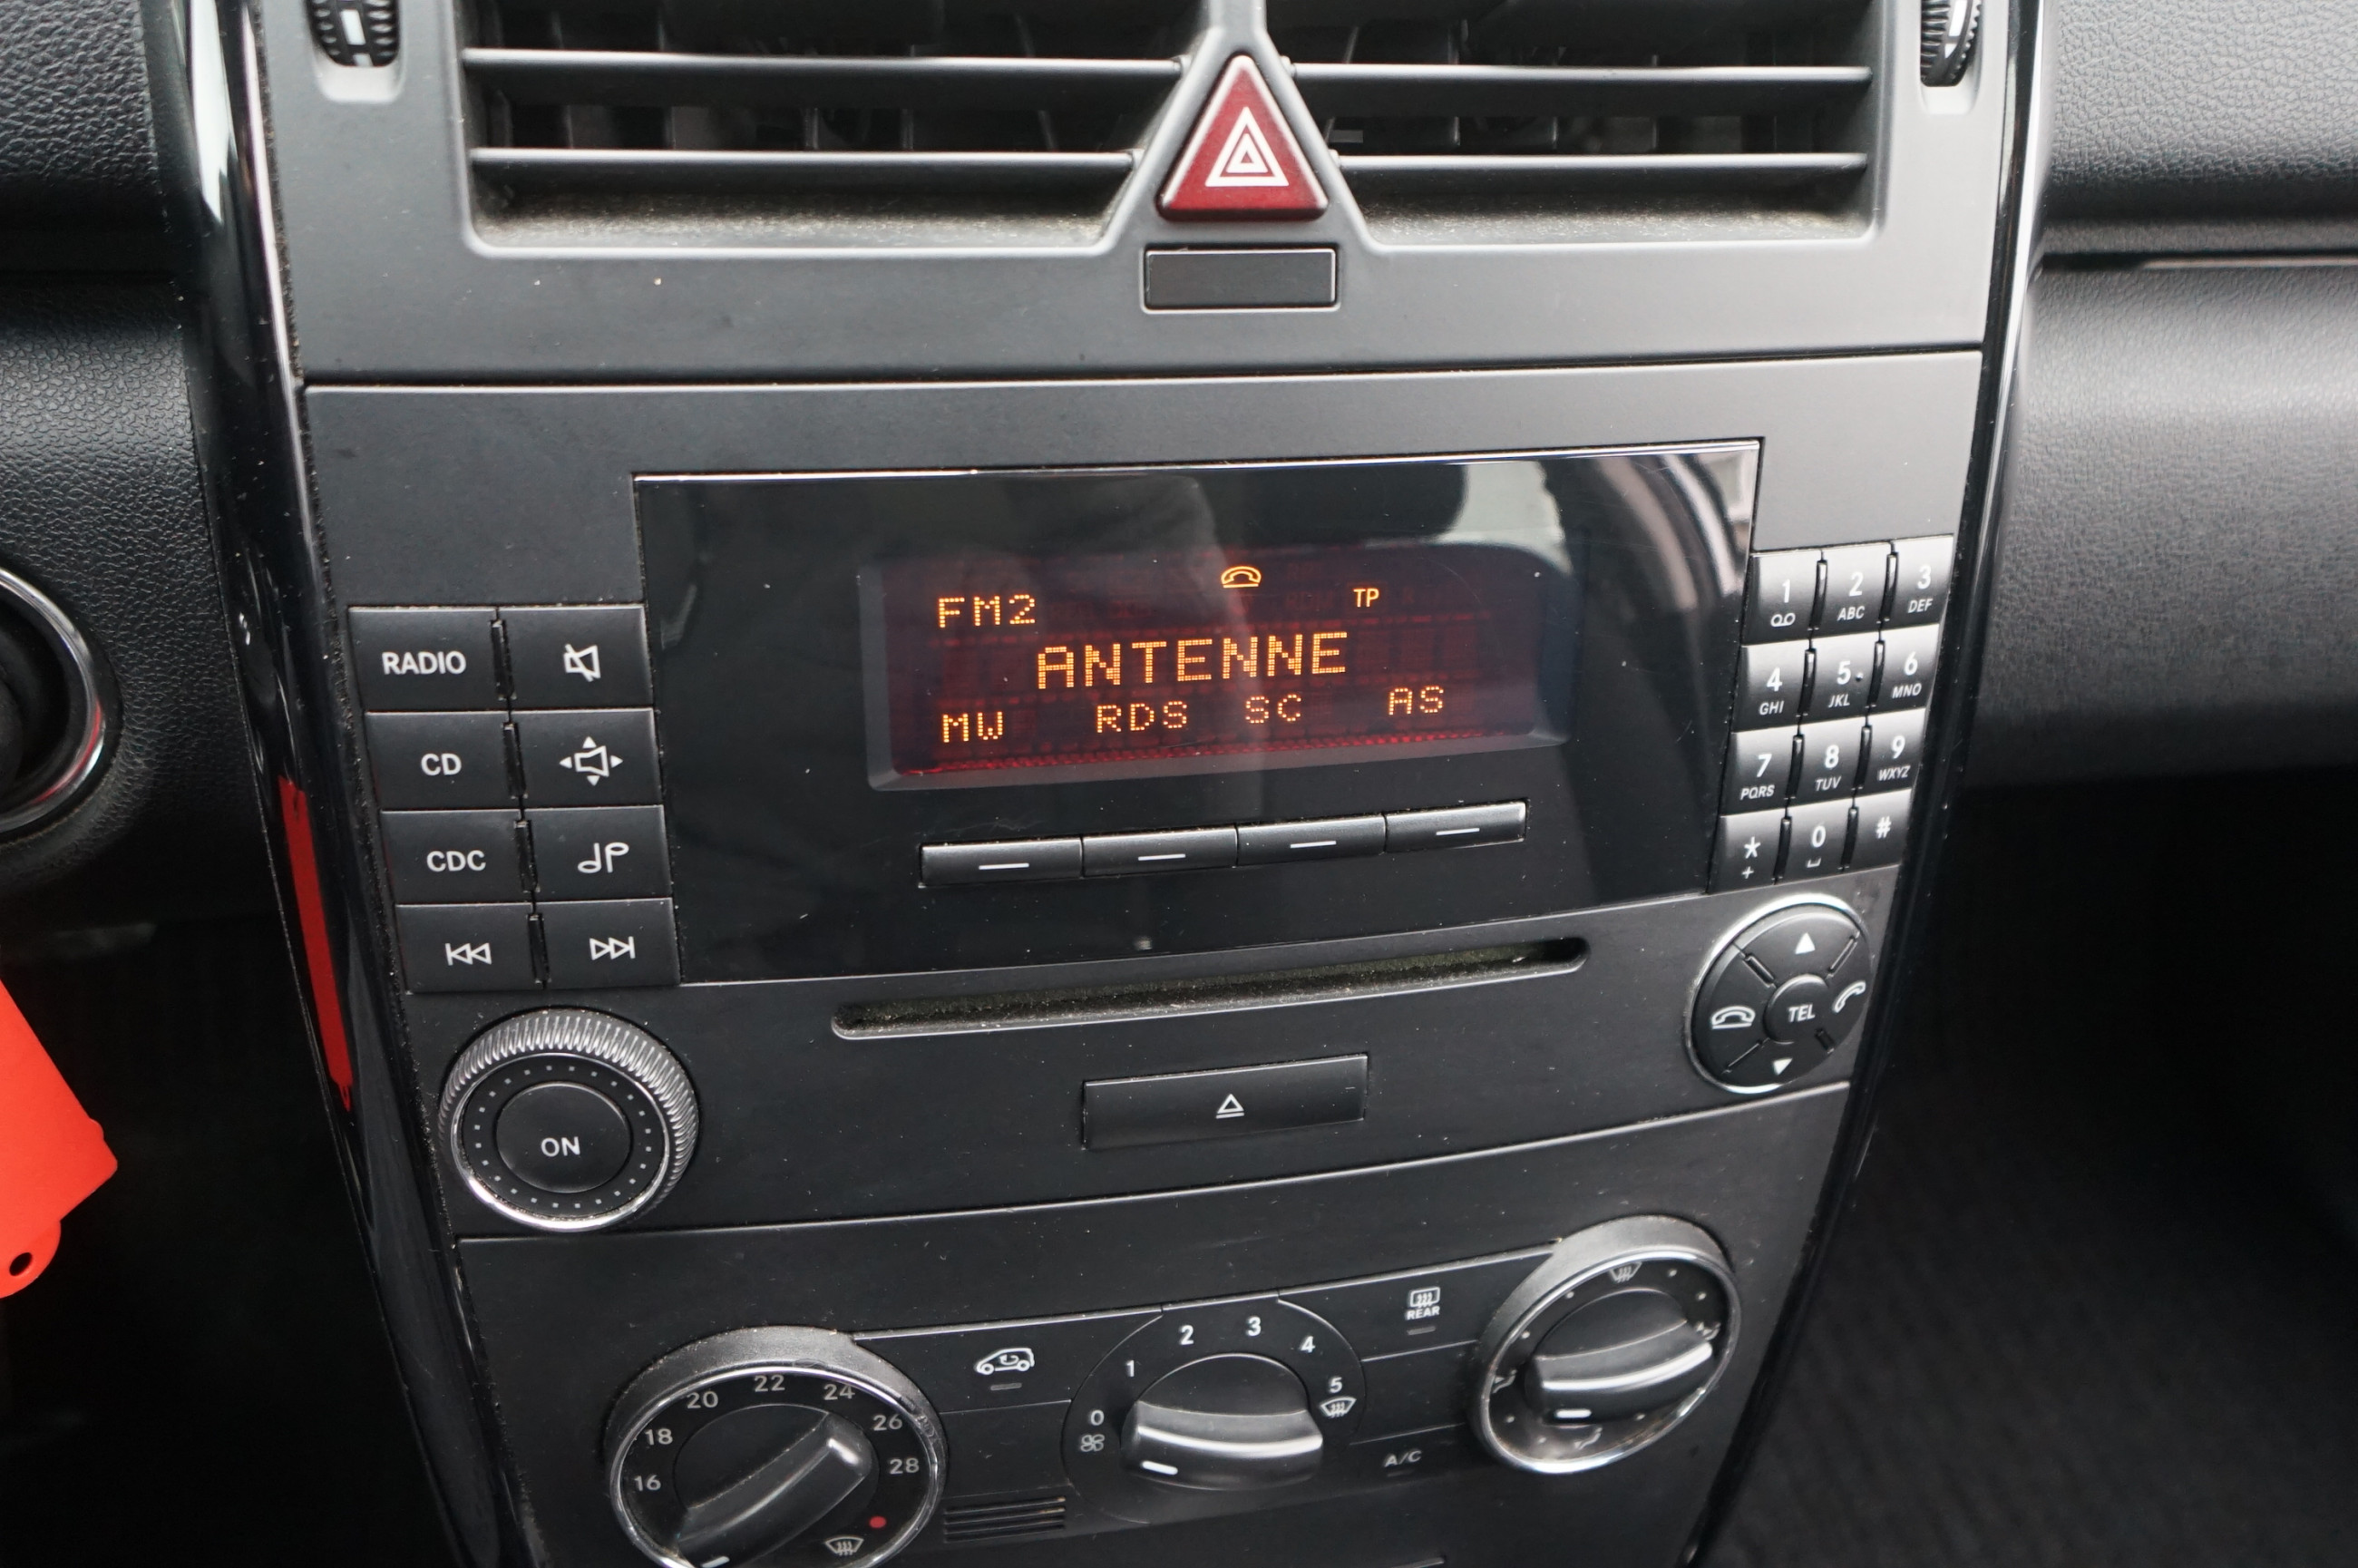 FM2 TP
ANTENNE
MW RDS SC AS
RADIO
CD
CDC
ON
1 2 ABC 3 DEF
4 GHI 5 JKL 6 MNO
7 PQRS 8 TUV 9 WXYZ
* + 0 #
TEL
16 18 20 22 24 26 28
0 1 2 3 4 5
REAR
A/C